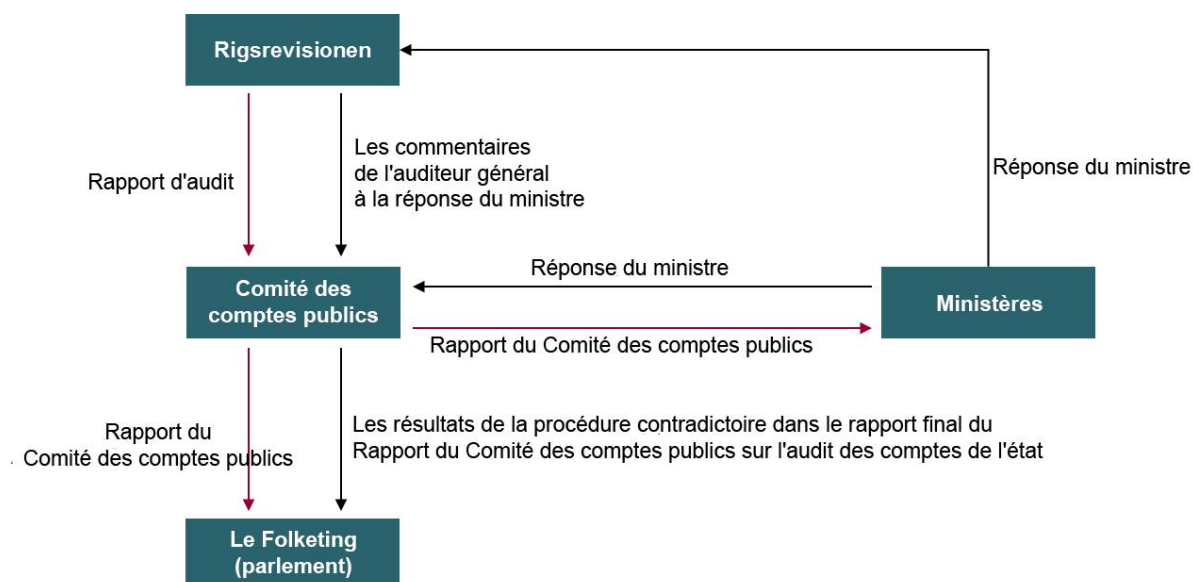 Rigsrevisionen
Rapport d'audit
Les commentaires
de l'auditeur général
à la réponse du ministre
Réponse du ministre
Réponse du ministre
Comité des
comptes publics
Ministères
Rapport du Comité des comptes publics
Rapport du
Comité des comptes publics
Les résultats de la procédure contradictoire dans le rapport final du
Rapport du Comité des comptes publics sur l'audit des comptes de l'état
Le Folketing
(parlement)